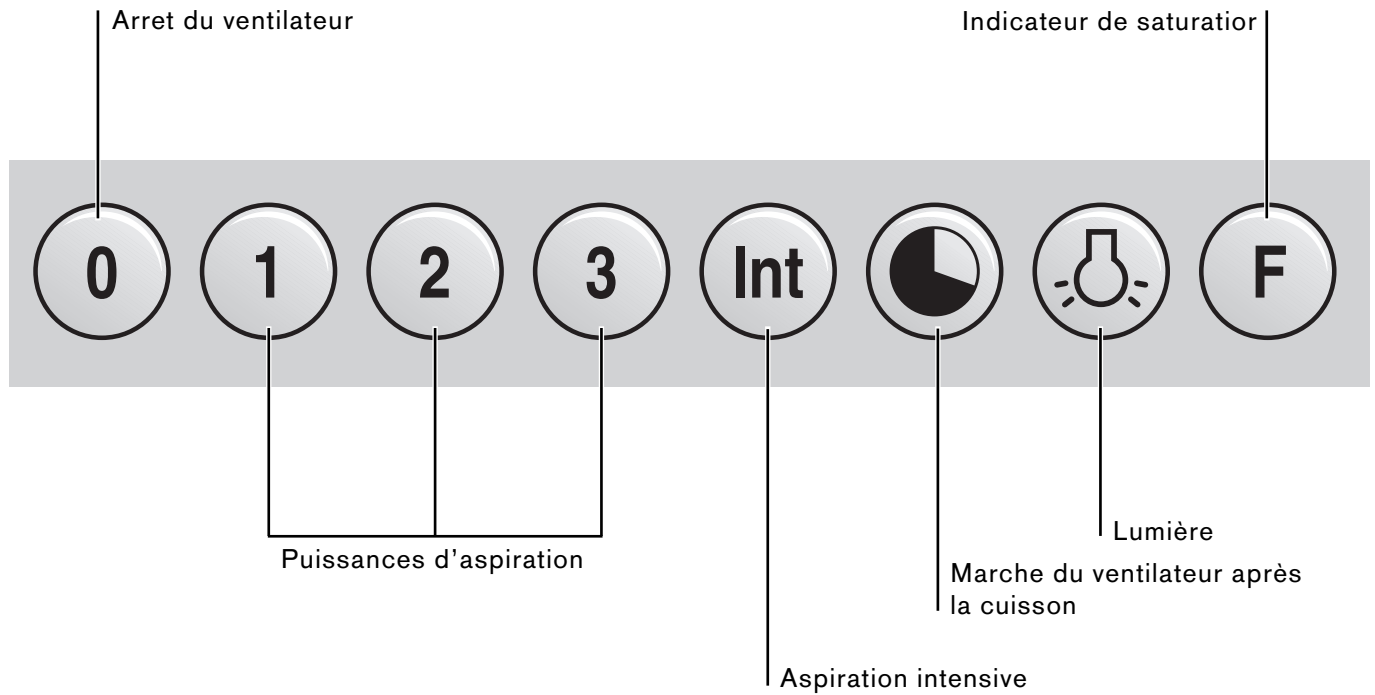 Arret du ventilateur
Indicateur de saturatior
0 1 2 3 Int F
Puissances d'aspiration
Lumière
Marche du ventilateur après
la cuisson
Aspiration intensive